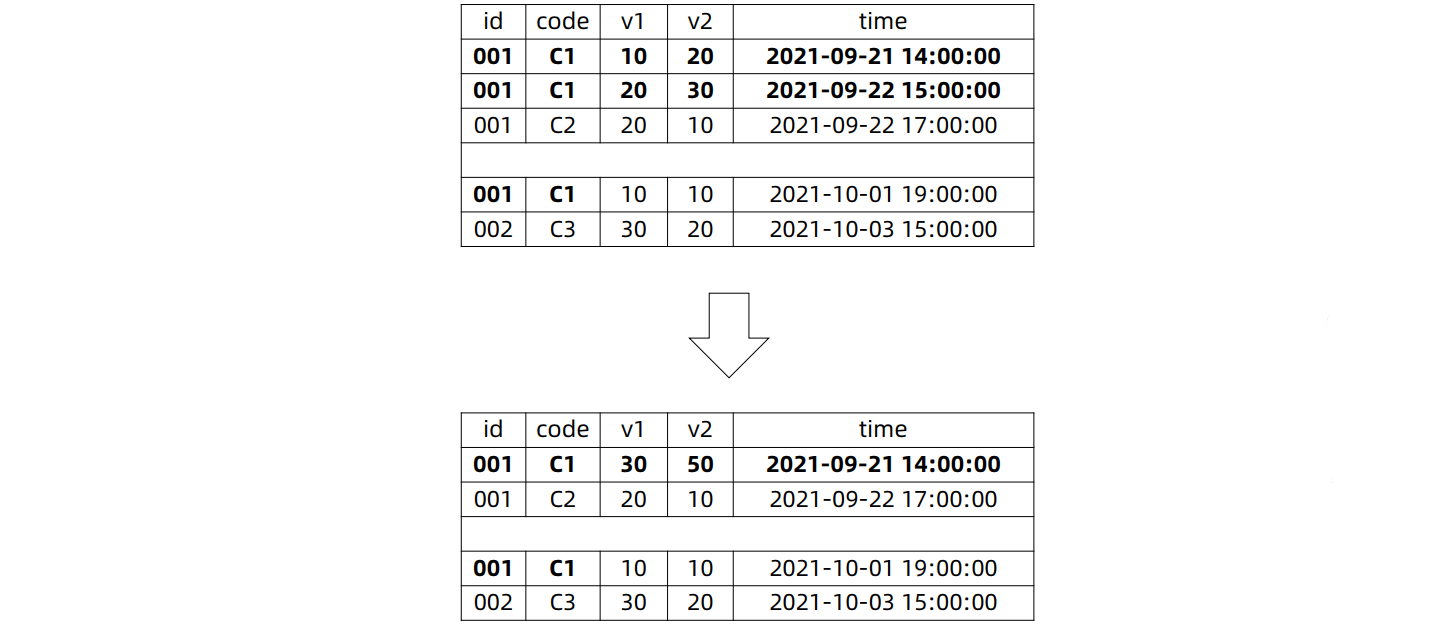 id code v1 v2 time
001 C1 10 20 2021-09-21 14:00:00
001 C1 20 30 2021-09-22 15:00:00
001 C2 20 10 2021-09-22 17:00:00
001 C1 10 10 2021-10-01 19:00:00
002 C3 30 20 2021-10-03 15:00:00
id code v1 v2 time
001 C1 30 50 2021-09-21 14:00:00
001 C2 20 10 2021-09-22 17:00:00
001 C1 10 10 2021-10-01 19:00:00
002 C3 30 20 2021-10-03 15:00:00